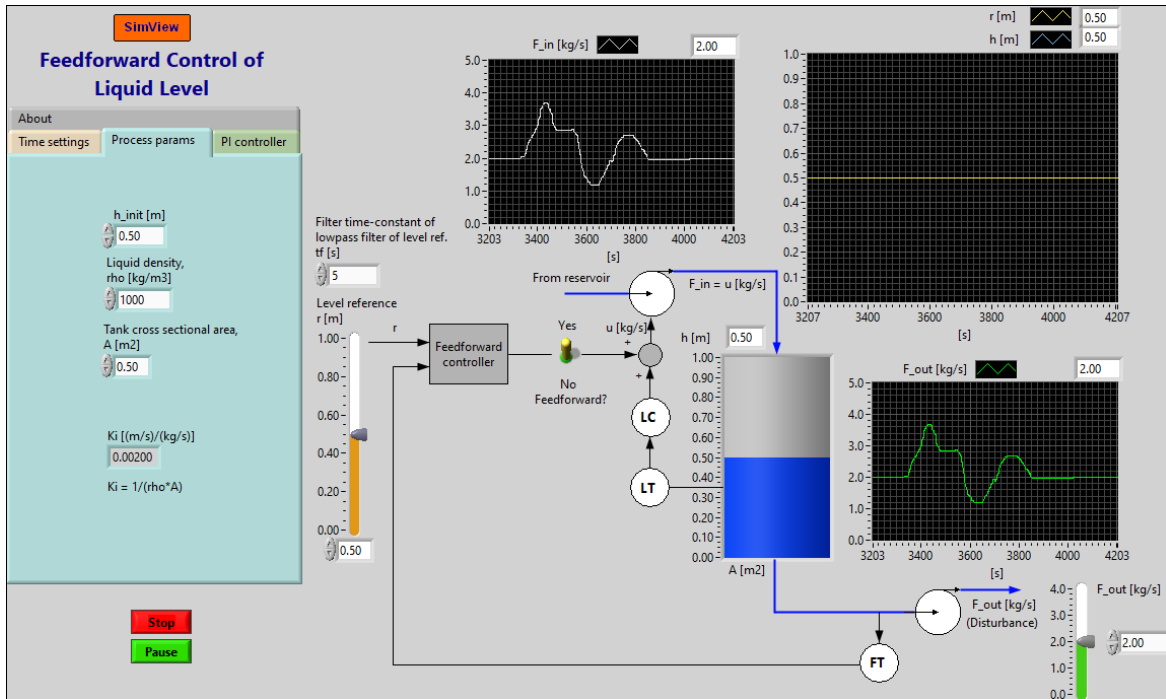 SimView
Feedforward Control of
Liquid Level
About
Time settings
Process params
PI controller
h_init [m]
0.50
Liquid density,
rho [kg/m3]
1000
Tank cross sectional area,
A [m2]
0.50
Ki [(m/s)/(kg/s)]
0.00200
Ki = 1/(rho*A)
Stop
Pause
F_in [kg/s]
2.00
5.0
4.0
3.0
2.0
1.0
0.0
3203
3400
3600
3800
4000
4203
[s]
r [m]
0.50
h [m]
0.50
1.0
0.9
0.8
0.7
0.6
0.5
0.4
0.3
0.2
0.1
0.0
3207
3400
3600
3800
4000
4207
[s]
Filter time-constant of
lowpass filter of level ref.
tf [s]
5
Level reference
r [m]
1.00
0.80
0.60
0.40
0.20
0.00
0.50
r
Feedforward
controller
Yes
No
Feedforward?
From reservoir
F_in = u [kg/s]
u [kg/s]
+
+
LC
LT
h [m]
0.50
1.00
0.90
0.80
0.70
0.60
0.50
0.40
0.30
0.20
0.10
0.00
A [m2]
F_out [kg/s]
2.00
5.0
4.0
3.0
2.0
1.0
0.0
3203
3400
3600
3800
4000
4203
[s]
F_out [kg/s]
(Disturbance)
FT
F_out [kg/s]
4.0
3.0
2.0
1.0
0.0
2.00